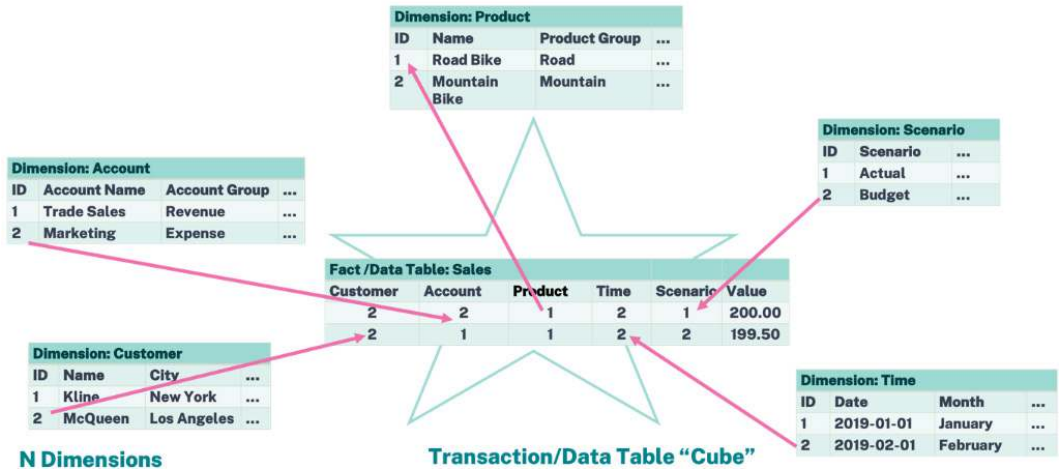 Dimension: Product
ID Name Product Group ...
1 Road Bike Road ...
2 Mountain Bike Mountain ...
Dimension: Scenario
ID Scenario ...
1 Actual ...
2 Budget ...
Dimension: Account
ID Account Name Account Group ...
1 Trade Sales Revenue ...
2 Marketing Expense ...
Fact /Data Table: Sales
Customer Account Product Time Scenario Value
2 2 1 2 1 200.00
2 1 1 2 2 199.50
Dimension: Customer
ID Name City ...
1 Kline New York ...
2 McQueen Los Angeles ...
Dimension: Time
ID Date Month ...
1 2019-01-01 January ...
2 2019-02-01 February ...
N Dimensions
Transaction/Data Table “Cube”